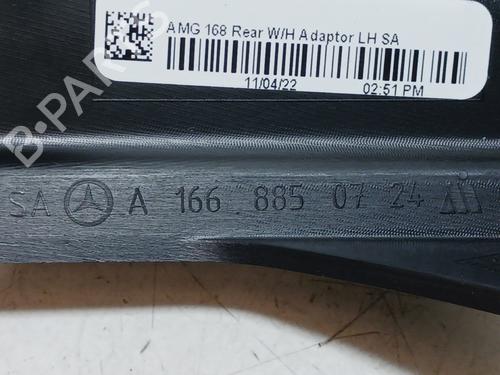 AMG 168 Rear W/H Adaptor LH SA
11/04/22 02:51 PM
B-PARTS
SA A 166 885 07 24